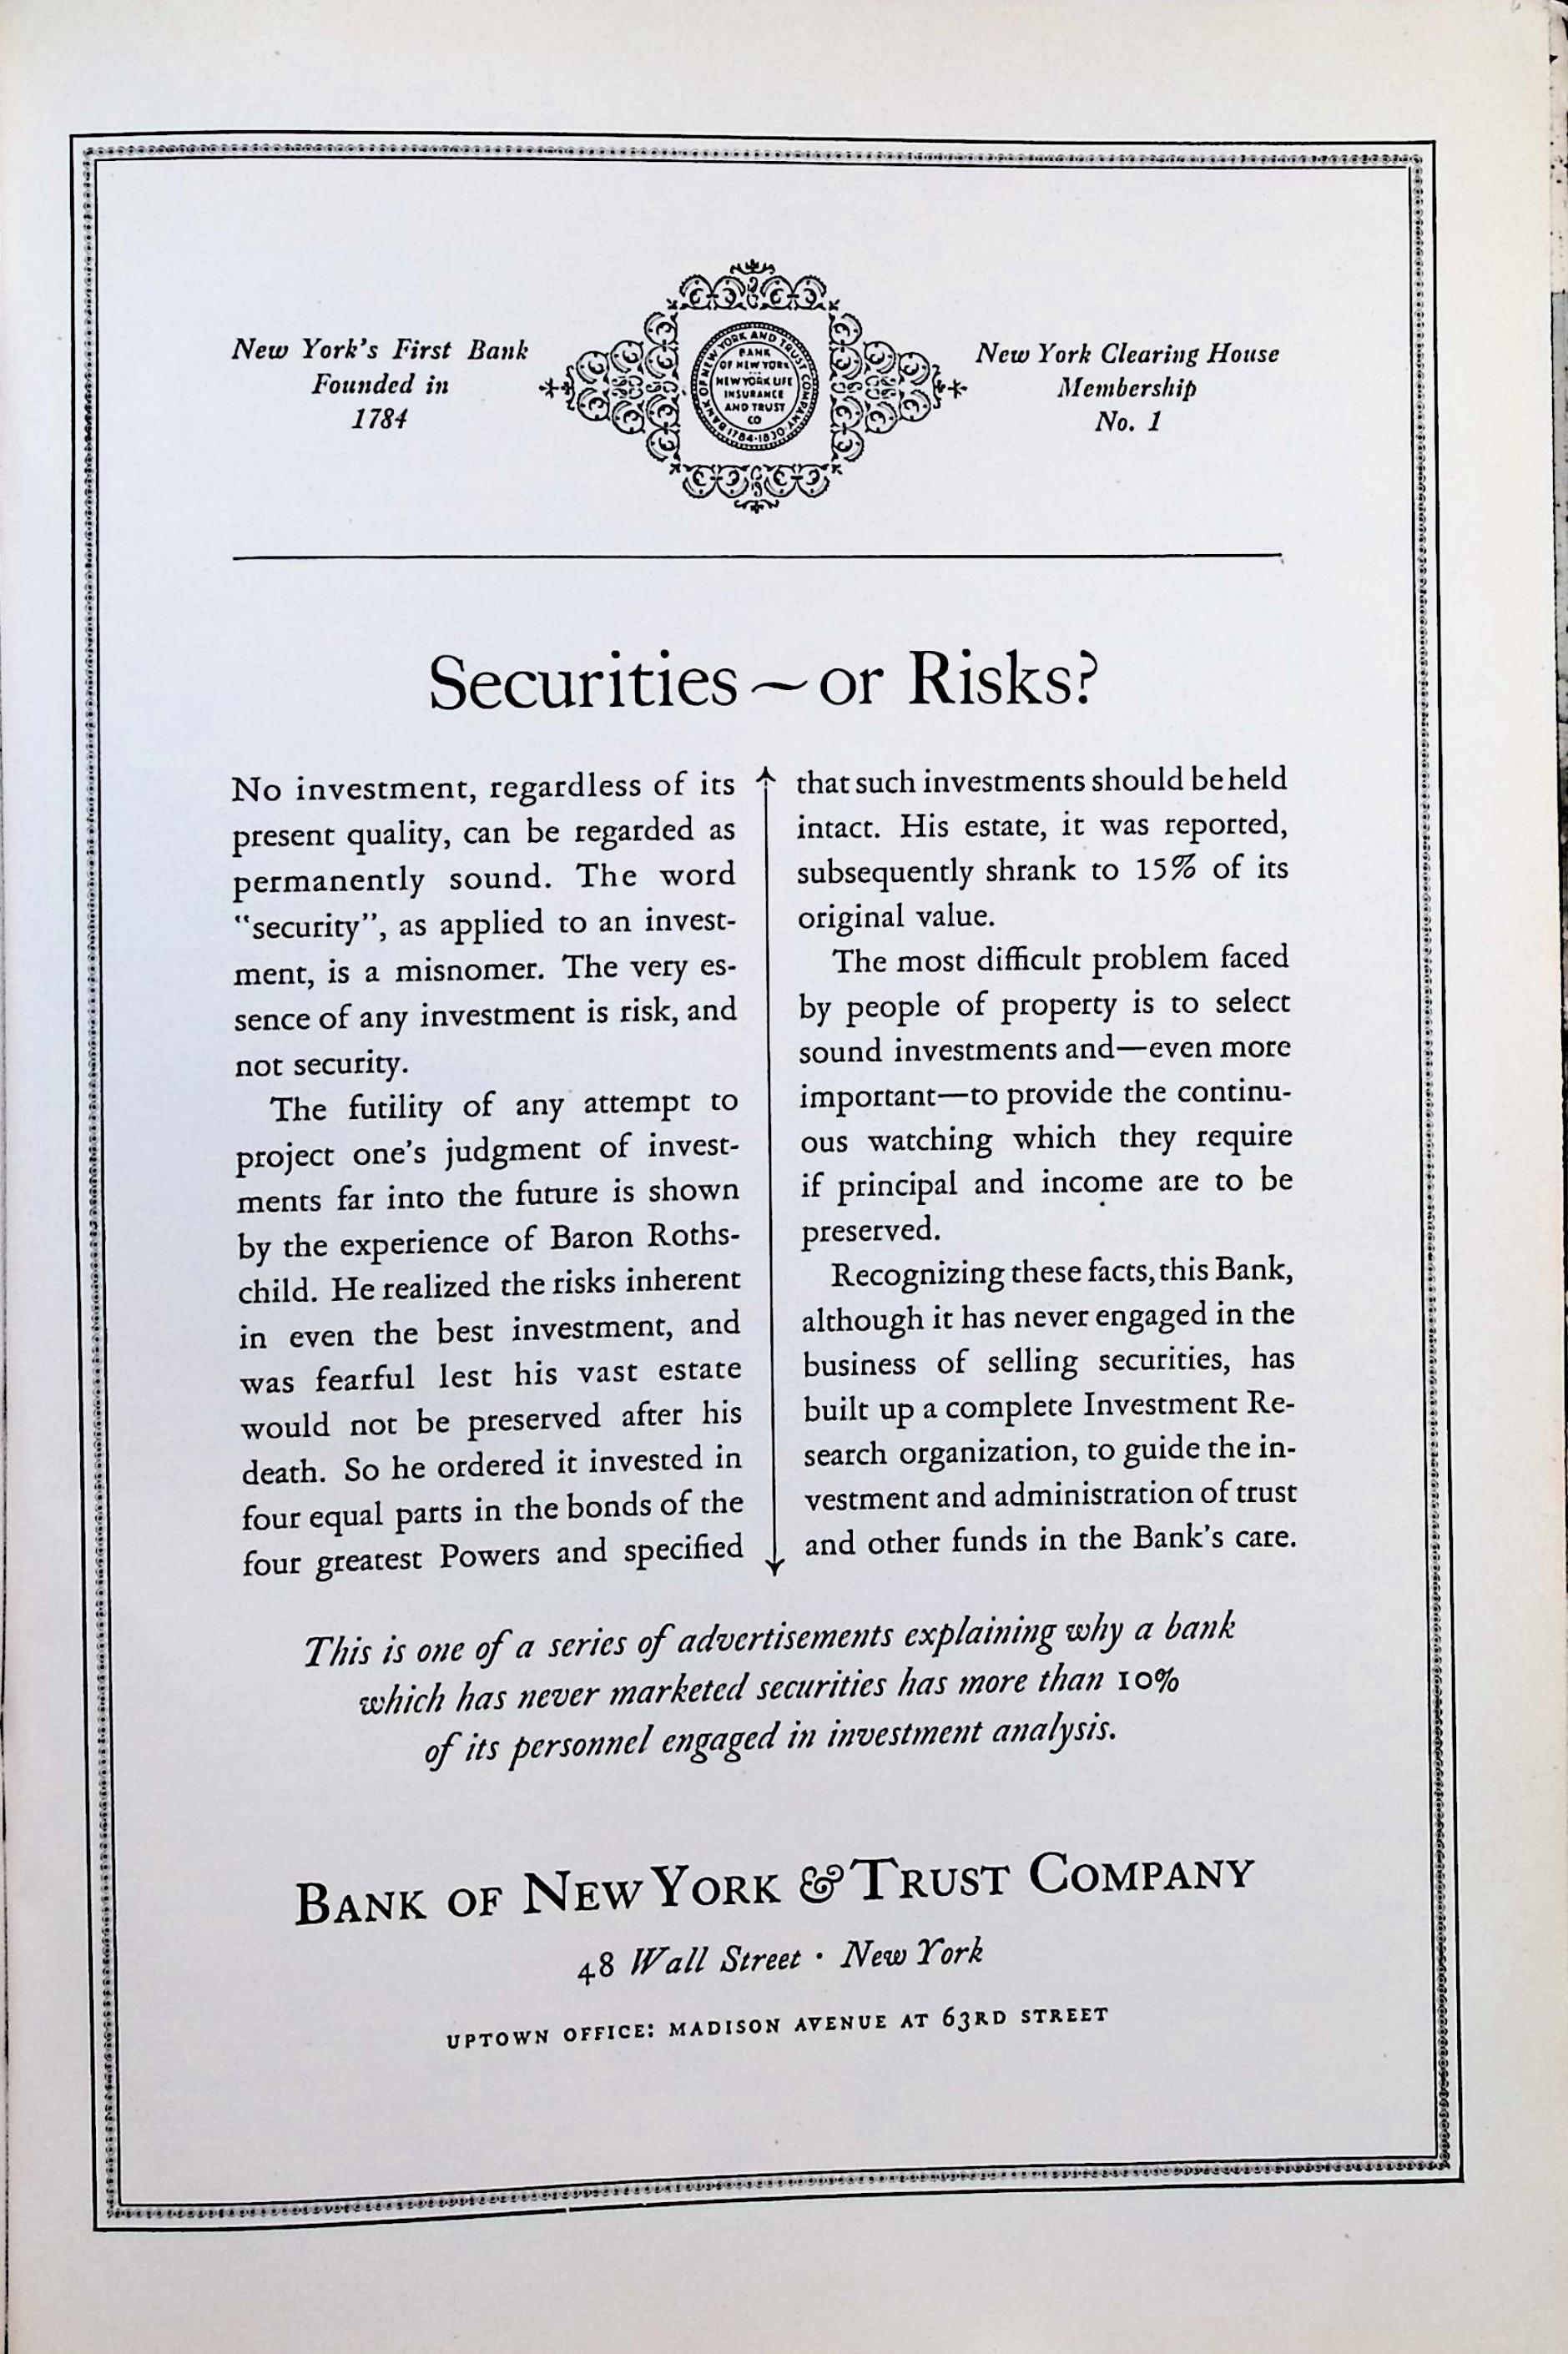 New York's First Bank
Founded in
1784
BANK OF NEW YORK AND TRUST COMPANY
BANK
OF NEW YORK
NEW YORK LIFE
INSURANCE
AND TRUST
CO
1784·1830
New York Clearing House
Membership
No. 1
Securities ~ or Risks?
No investment, regardless of its
present quality, can be regarded as
permanently sound. The word
"security", as applied to an invest-
ment, is a misnomer. The very es-
sence of any investment is risk, and
not security.
The futility of any attempt to
project one's judgment of invest-
ments far into the future is shown
by the experience of Baron Roths-
child. He realized the risks inherent
in even the best investment, and
was fearful lest his vast estate
would not be preserved after his
death. So he ordered it invested in
four equal parts in the bonds of the
four greatest Powers and specified
that such investments should be held
intact. His estate, it was reported,
subsequently shrank to 15% of its
original value.
The most difficult problem faced
by people of property is to select
sound investments and—even more
important—to provide the continu-
ous watching which they require
if principal and income are to be
preserved.
Recognizing these facts, this Bank,
although it has never engaged in the
business of selling securities, has
built up a complete Investment Re-
search organization, to guide the in-
vestment and administration of trust
and other funds in the Bank's care.
This is one of a series of advertisements explaining why a bank
which has never marketed securities has more than 10%
of its personnel engaged in investment analysis.
BANK OF NEW YORK & TRUST COMPANY
48 Wall Street · New York
UPTOWN OFFICE: MADISON AVENUE AT 63RD STREET